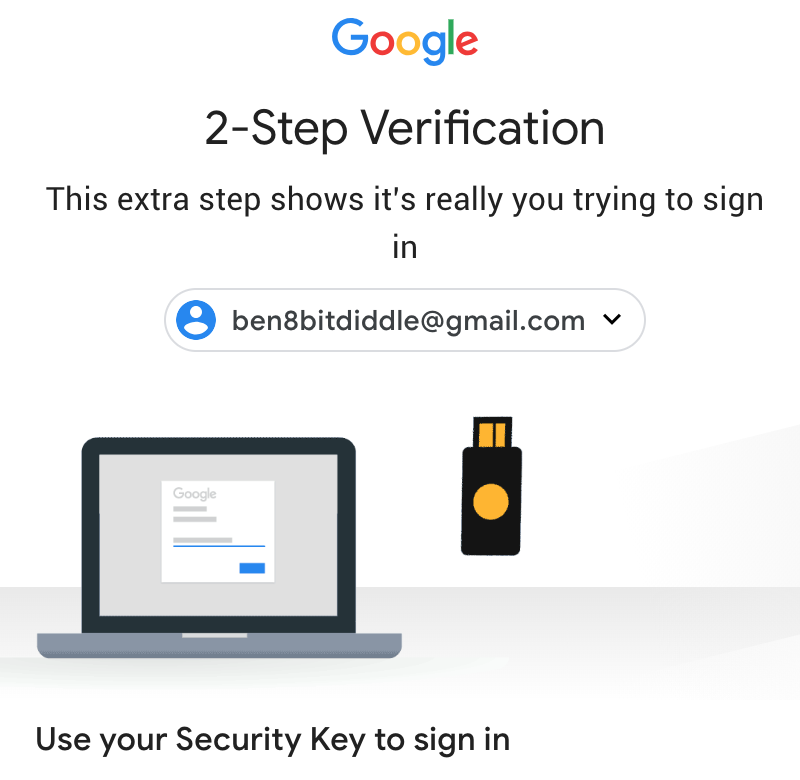 Google
2-Step Verification
This extra step shows it's really you trying to sign
in
ben8bitdiddle@gmail.com
Google
Use your Security Key to sign in